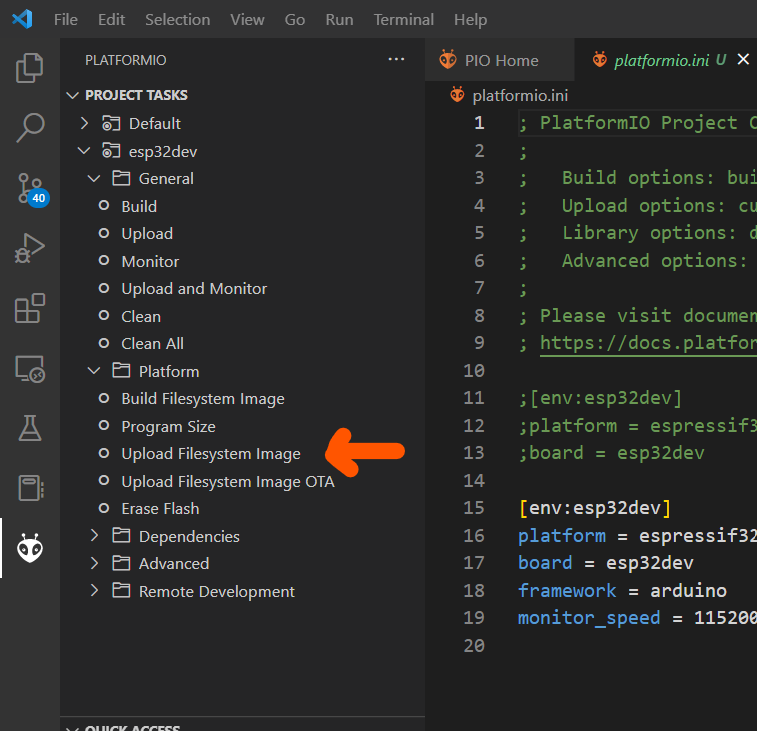 File Edit Selection View Go Run Terminal Help
PLATFORMIO
PROJECT TASKS
Default
esp32dev
General
Build
Upload
Monitor
Upload and Monitor
Clean
Clean All
Platform
Build Filesystem Image
Program Size
Upload Filesystem Image
Upload Filesystem Image OTA
Erase Flash
Dependencies
Advanced
Remote Development
QUICK ACCESS
40
PIO Home
platformio.ini U
platformio.ini
1 ; PlatformIO Project C
2 ;
3 ; Build options: bui
4 ; Upload options: cu
5 ; Library options: d
6 ; Advanced options:
7 ;
8 ; Please visit documen
9 ; https://docs.platfor
10
11 ;[env:esp32dev]
12 ;platform = espressif3
13 ;board = esp32dev
14
15 [env:esp32dev]
16 platform = espressif32
17 board = esp32dev
18 framework = arduino
19 monitor_speed = 115200
20